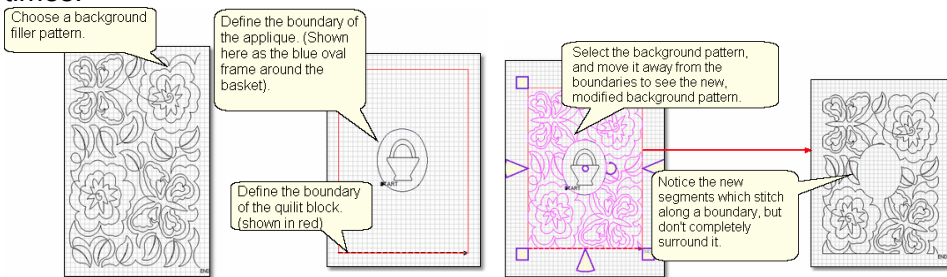 times.
Choose a background
filler pattern.
Define the boundary of
the applique. (Shown
here as the blue oval
frame around the
basket).
START
Define the boundary
of the quilit block.
(shown in red)
Select the background pattern,
and move it away from the
boundaries to see the new,
modified background pattern.
START
Notice the new
segments which stitch
along a boundary, but
don't completely
surround it.